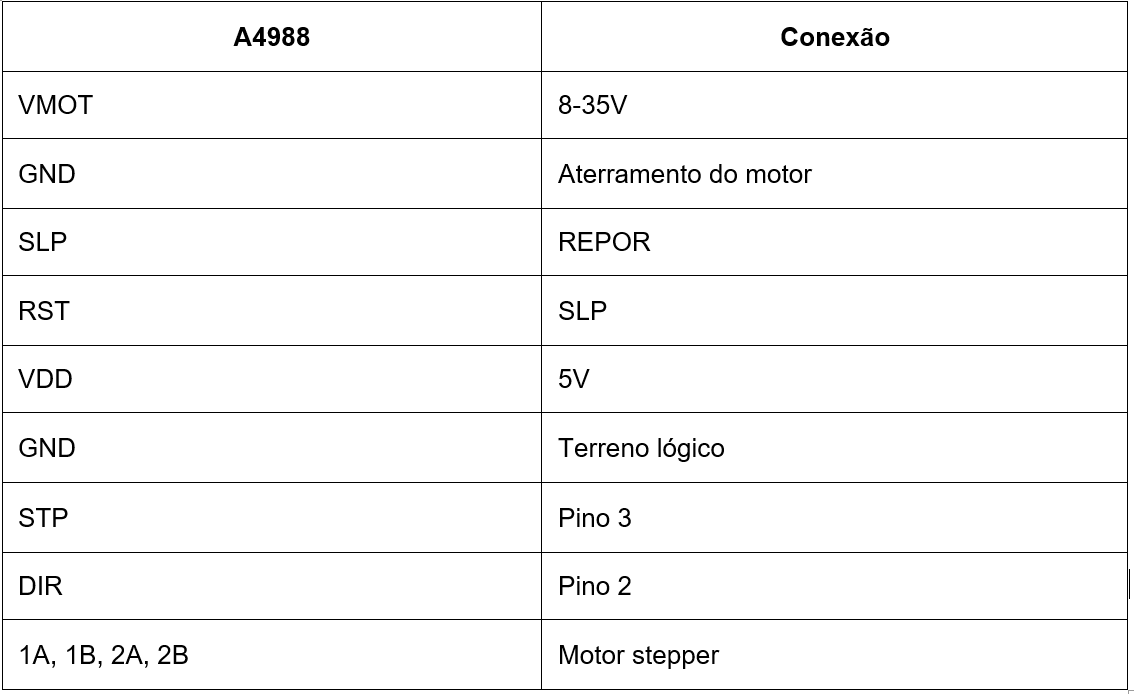 A4988 Conexão
VMOT 8-35V
GND Aterramento do motor
SLP REPOR
RST SLP
VDD 5V
GND Terreno lógico
STP Pino 3
DIR Pino 2
1A, 1B, 2A, 2B Motor stepper